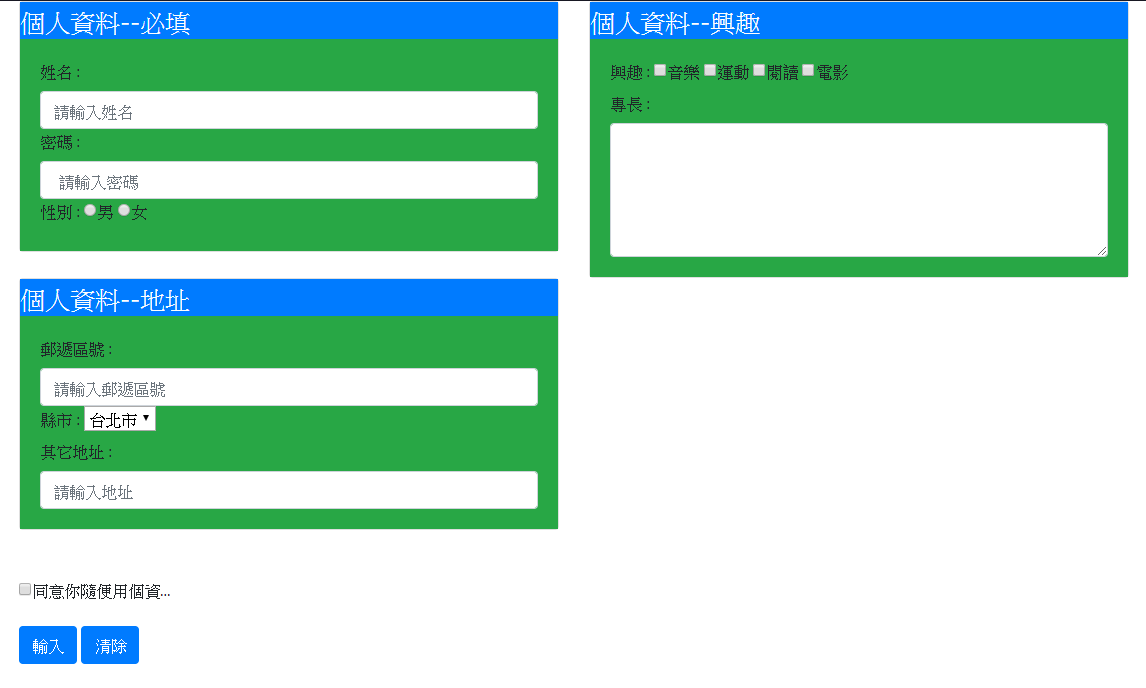 個人資料--必填
姓名 :
請輸入姓名
密碼 :
請輸入密碼
性別 : 男 女
個人資料--地址
郵遞區號 :
請輸入郵遞區號
縣市 : 台北市
其它地址 :
請輸入地址
個人資料--興趣
興趣 : 音樂 運動 閱讀 電影
專長 :
同意你隨便用個資...
輸入 清除